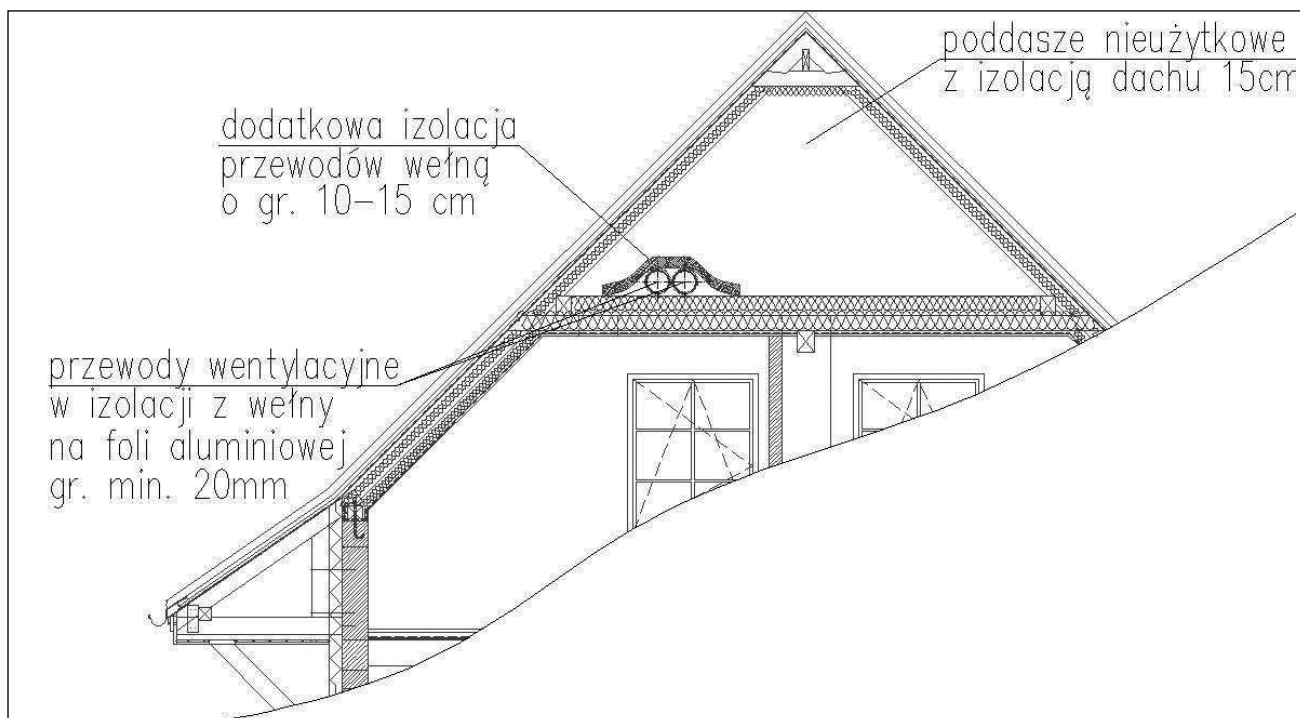 poddasze nieużytkowe
z izolacją dachu 15cm
dodatkowa izolacja
przewodów wełną
o gr. 10-15 cm
przewody wentylacyjne
w izolacji z wełny
na foli aluminiowej
gr. min. 20mm